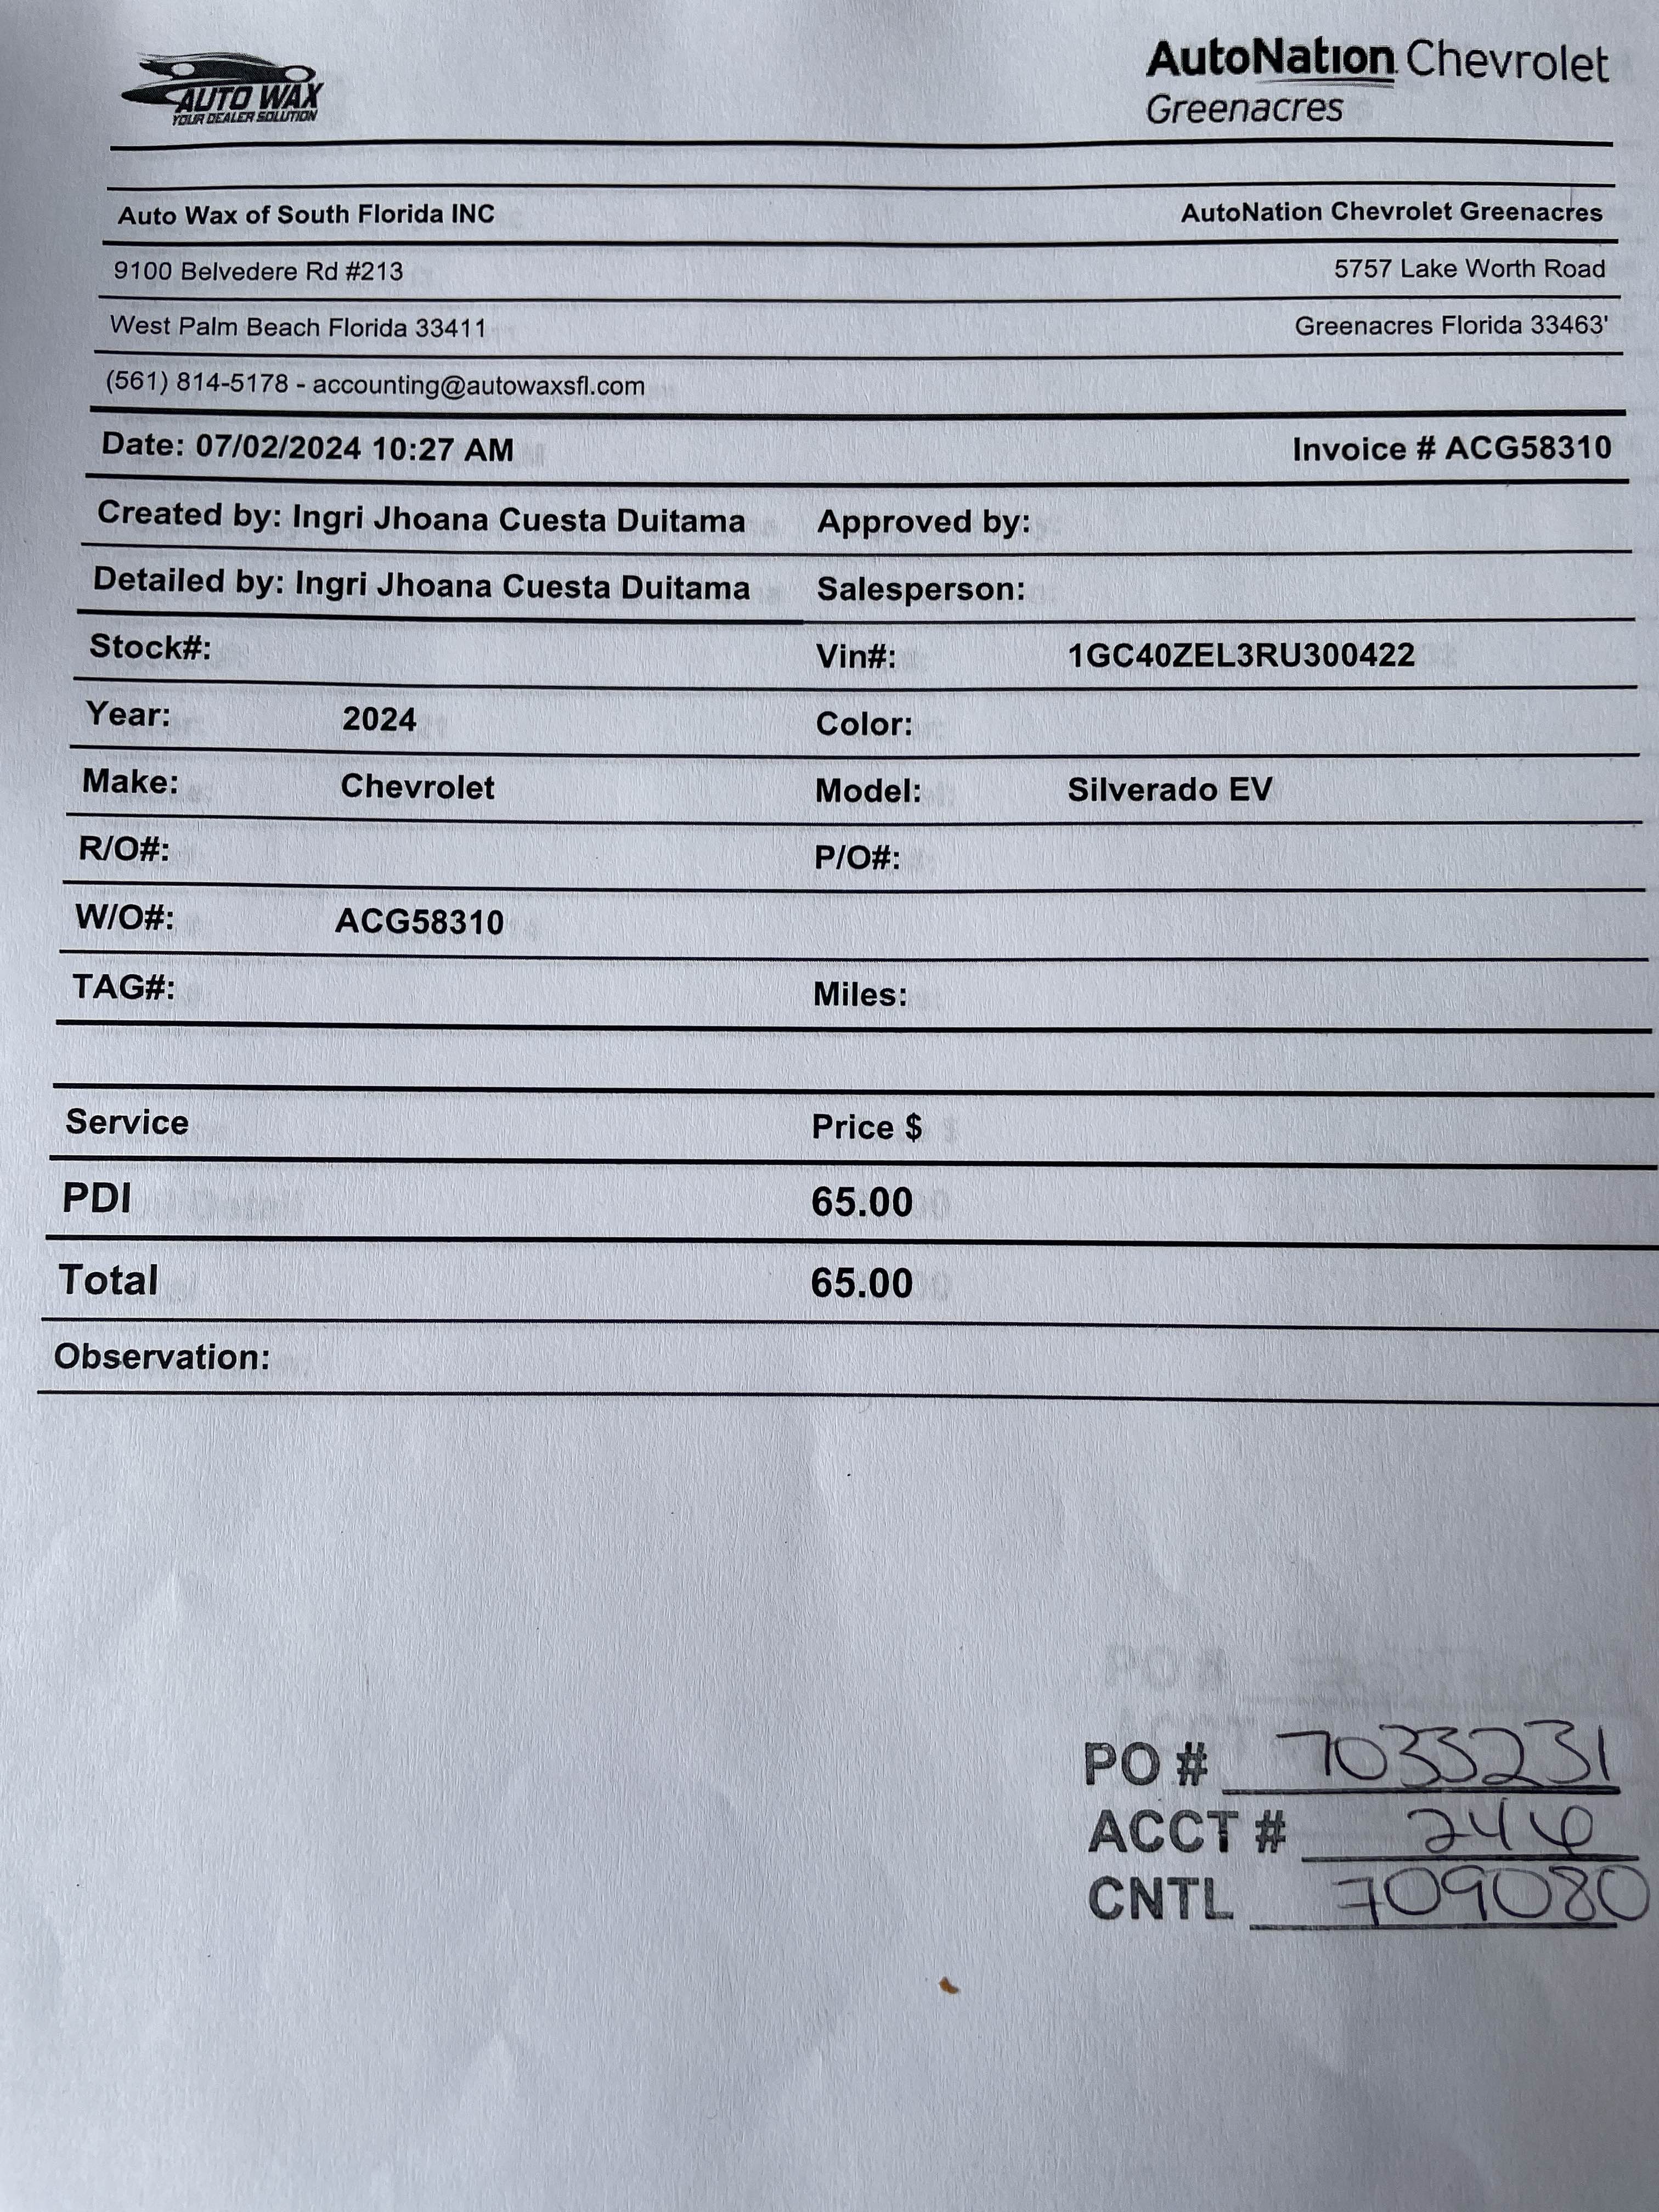 AUTO WAX
YOUR DEALER SOLUTION
AutoNation Chevrolet
Greenacres
Auto Wax of South Florida INC AutoNation Chevrolet Greenacres
9100 Belvedere Rd #213 5757 Lake Worth Road
West Palm Beach Florida 33411 Greenacres Florida 33463'
(561) 814-5178 - accounting@autowaxsfl.com
Date: 07/02/2024 10:27 AM Invoice # ACG58310
Created by: Ingri Jhoana Cuesta Duitama Approved by:
Detailed by: Ingri Jhoana Cuesta Duitama Salesperson:
Stock#: Vin#: 1GC40ZEL3RU300422
Year: 2024 Color:
Make: Chevrolet Model: Silverado EV
R/O#: P/O#:
W/O#: ACG58310
TAG#: Miles:
Service Price $
PDI 65.00
Total 65.00
Observation:
PO # 7033231
ACCT # 246
CNTL 709080